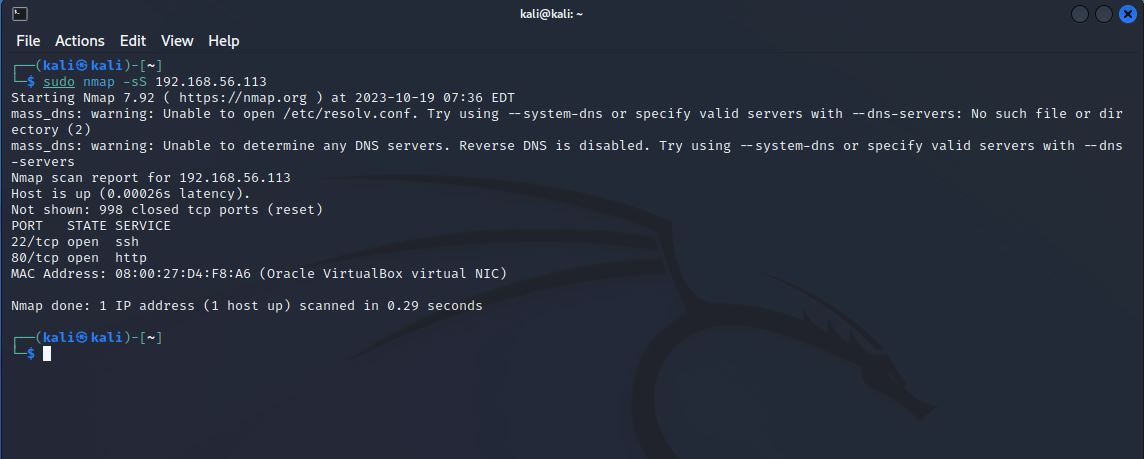 kali@kali: ~
File Actions Edit View Help
┌──(kali㉿kali)-[~]
└─$ sudo nmap -sS 192.168.56.113
Starting Nmap 7.92 ( https://nmap.org ) at 2023-10-19 07:36 EDT
mass_dns: warning: Unable to open /etc/resolv.conf. Try using --system-dns or specify valid servers with --dns-servers: No such file or dir
ectory (2)
mass_dns: warning: Unable to determine any DNS servers. Reverse DNS is disabled. Try using --system-dns or specify valid servers with --dns
-servers
Nmap scan report for 192.168.56.113
Host is up (0.00026s latency).
Not shown: 998 closed tcp ports (reset)
PORT   STATE SERVICE
22/tcp open  ssh
80/tcp open  http
MAC Address: 08:00:27:D4:F8:A6 (Oracle VirtualBox virtual NIC)
Nmap done: 1 IP address (1 host up) scanned in 0.29 seconds
┌──(kali㉿kali)-[~]
└─$